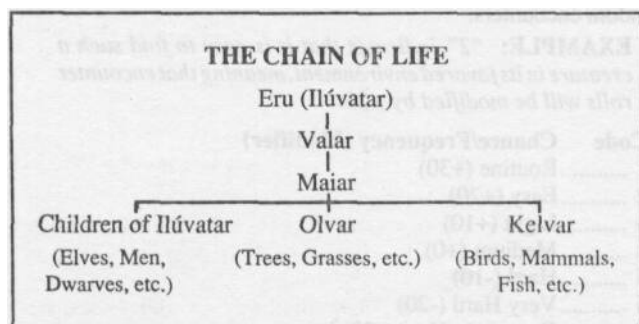 THE CHAIN OF LIFE
Eru (Ilúvatar)
Valar
Maiar
Children of Ilúvatar Olvar Kelvar
(Elves, Men, (Trees, Grasses, etc.) (Birds, Mammals,
Dwarves, etc.) Fish, etc.)